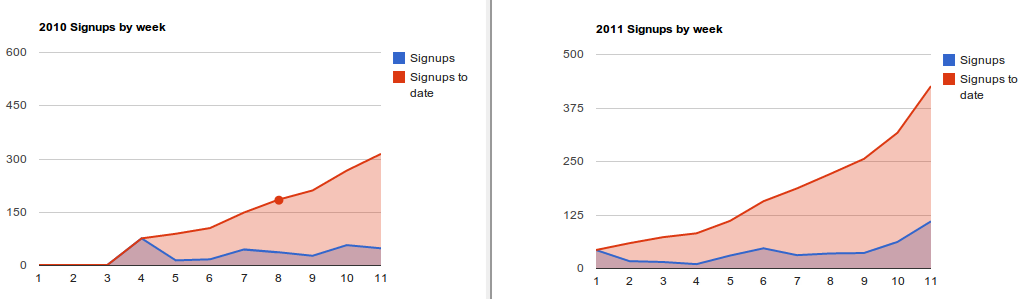 2010 Signups by week
600
450
300
150
0
1 2 3 4 5 6 7 8 9 10 11
Signups
Signups to
date
2011 Signups by week
500
375
250
125
0
1 2 3 4 5 6 7 8 9 10 11
Signups
Signups to
date